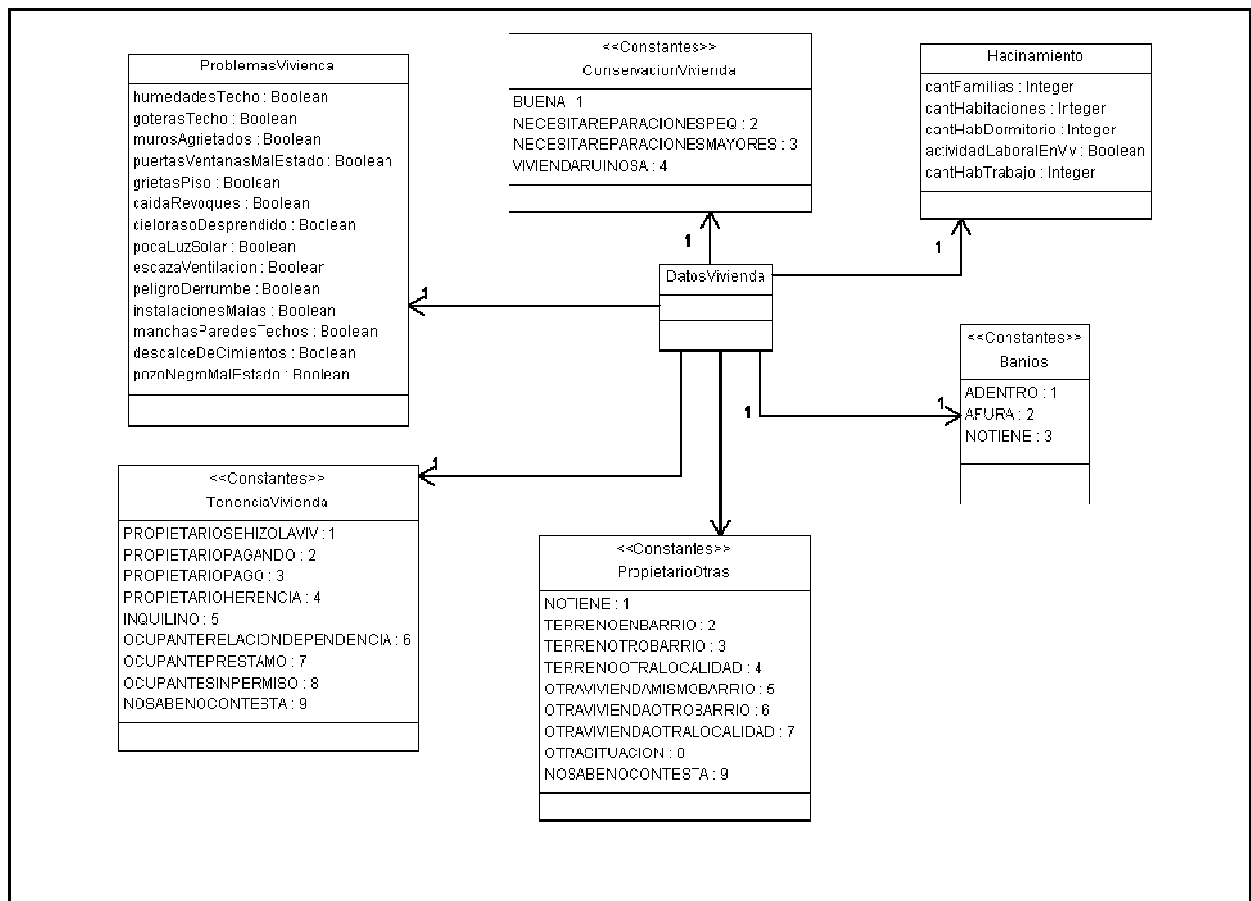 ProblemasVivienca
humedadesTecho : Boolean
goterasTecho : Boolean
murosAgrietados : Boolean
puertasVentanasMalEstado : Boolean
grietasPiso : Boolean
caidaRevoques : Boolean
cielorasoDesprendido : Boolean
pocaLuzSolar : Boolean
escazaVentilacion : Boolean
peligroDerrumbe : Boolean
instalacionesMalas : Boolean
manchasParedesTechos : Boolean
descalceDeCimientos : Boolean
pozoNegroMalEstado : Boolean
<<Constantes>>
ConservacionVivienda
BUENA 1
NECESITAREPARACIONESPEQ : 2
NECESITAREPARACIONESMAYORES : 3
VIVIENDARUINOSA : 4
Hacinamiento
cantFamilias : Integer
cantHabitaciones : Integer
cantHabDormitorio : Integer
actividadLaboralEnViv : Boolean
cantHabTrabajo : Integer
1
1
DatosVivienda
1
<<Constantes>>
Banios
ADENTRO : 1
AFURA : 2
NOTIENE : 3
1
1
1
<<Constantes>>
TenenciaVivienda
PROPIETARIOSEHIZOLAVIV : 1
PROPIETARIOPAGANDO : 2
PROPIETARIOPAGO : 3
PROPIETARIOHERENCIA : 4
INQUILINO : 5
OCUPANTERELACIONDEPENDENCIA : 6
OCUPANTEPRESTAMO : 7
OCUPANTESINPERMISO : 8
NOSABENOCONTESTA : 9
<<Constantes>>
PropietarioOtras
NOTIENE : 1
TERRENOENBARRIO : 2
TERRENOTROBARRIO : 3
TERRENOOTRALOCALIDAD : 4
OTRAVIVIENDAMISMOBARRIO : 5
OTRAVIVIENDAOTROBARRIO : 6
OTRAVIVIENDAOTRALOCALIDAD : 7
OTRASITUACION : 0
NOSABENOCONTESTA : 9